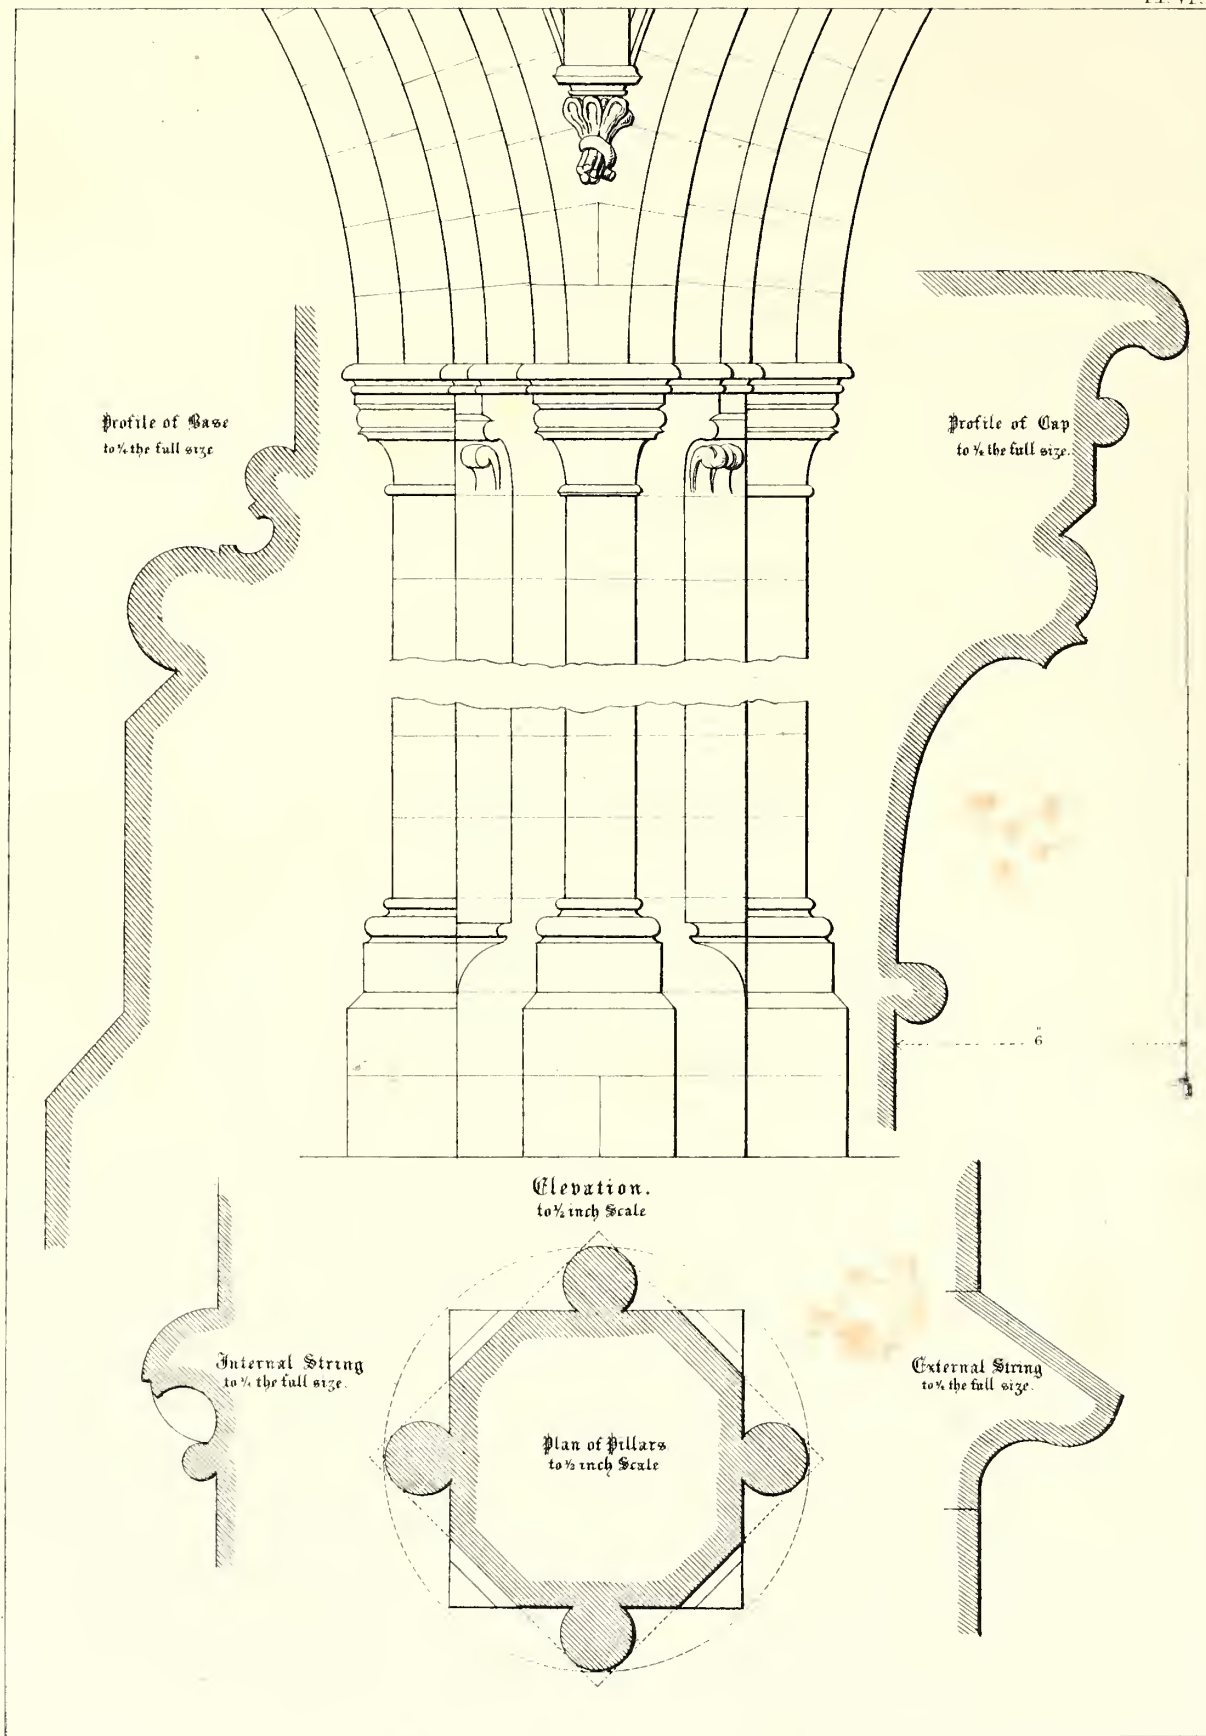 Profile of Base
to ¼ the full size
Profile of Cap
to ¼ the full size.
6"
Elevation.
to ½ inch Scale
Internal String
to ¼ the full size.
External String
to ¼ the full size.
Plan of Pillars
to ½ inch Scale